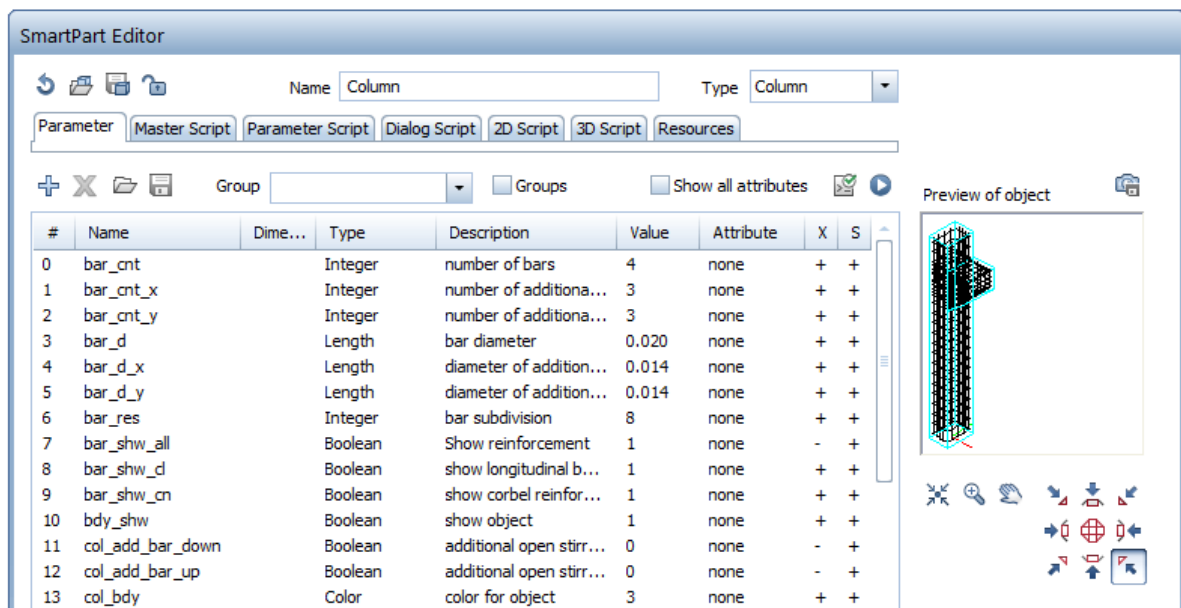 SmartPart Editor
Name Column Type Column
Parameter Master Script Parameter Script Dialog Script 2D Script 3D Script Resources
Group Groups Show all attributes
Preview of object
# Name Dime... Type Description Value Attribute X S
0 bar_cnt Integer number of bars 4 none + +
1 bar_cnt_x Integer number of additiona... 3 none + +
2 bar_cnt_y Integer number of additiona... 3 none + +
3 bar_d Length bar diameter 0.020 none + +
4 bar_d_x Length diameter of addition... 0.014 none + +
5 bar_d_y Length diameter of addition... 0.014 none + +
6 bar_res Integer bar subdivision 8 none + +
7 bar_shw_all Boolean Show reinforcement 1 none - +
8 bar_shw_cl Boolean show longitudinal b... 1 none + +
9 bar_shw_cn Boolean show corbel reinfor... 1 none + +
10 bdy_shw Boolean show object 1 none + +
11 col_add_bar_down Boolean additional open stirr... 0 none - +
12 col_add_bar_up Boolean additional open stirr... 0 none - +
13 col_bdy Color color for object 3 none + +